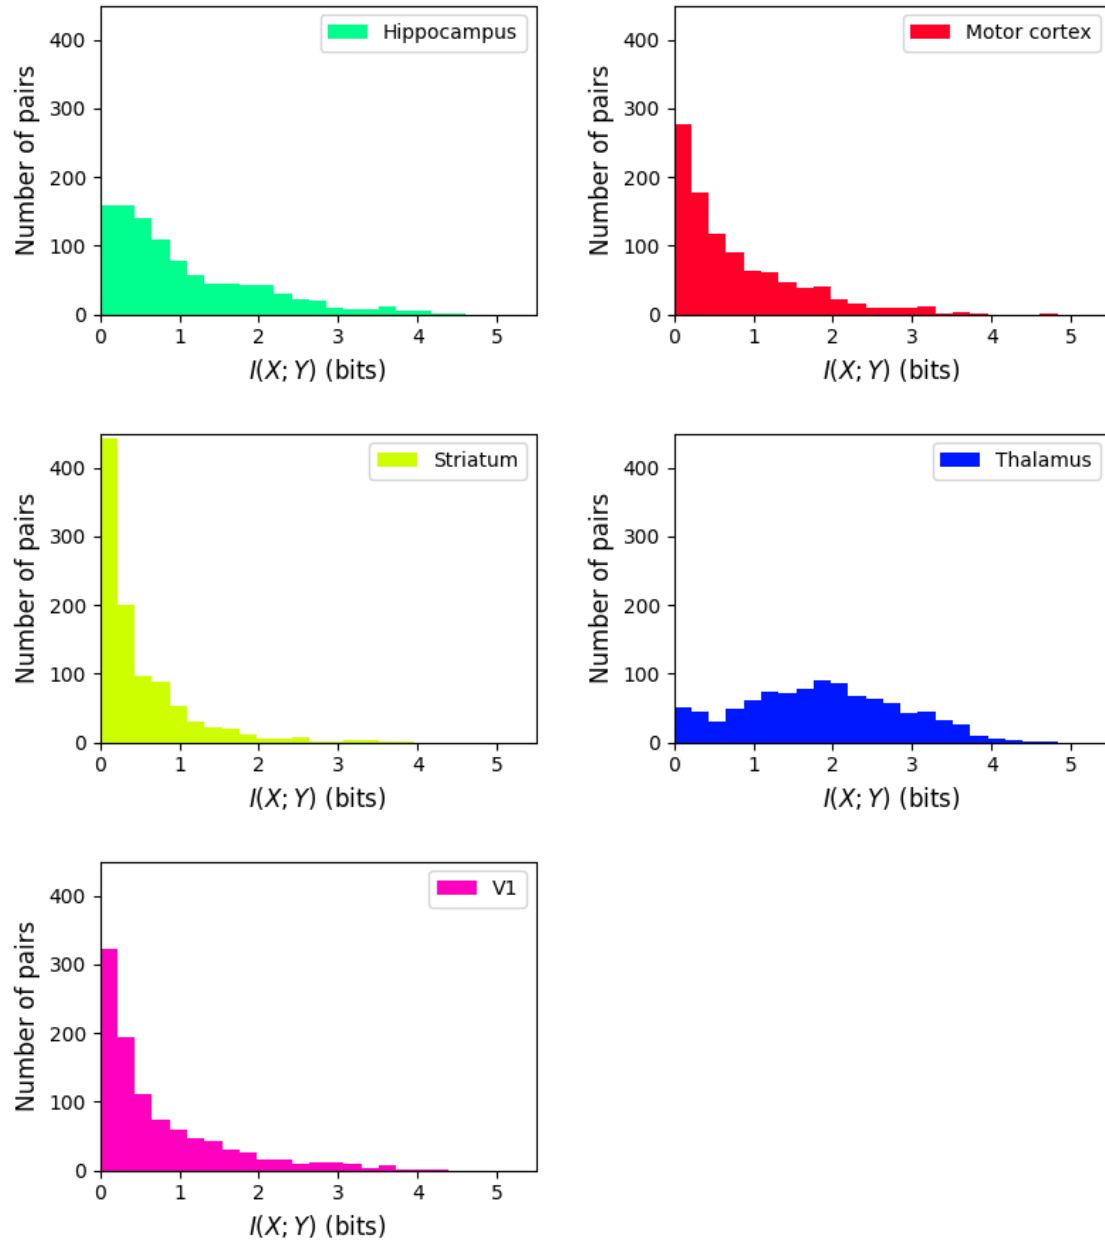 Hippocampus
Number of pairs
400
300
200
100
0
0 1 2 3 4 5
I(X; Y) (bits)
Motor cortex
Number of pairs
400
300
200
100
0
0 1 2 3 4 5
I(X; Y) (bits)
Striatum
Number of pairs
400
300
200
100
0
0 1 2 3 4 5
I(X; Y) (bits)
Thalamus
Number of pairs
400
300
200
100
0
0 1 2 3 4 5
I(X; Y) (bits)
V1
Number of pairs
400
300
200
100
0
0 1 2 3 4 5
I(X; Y) (bits)